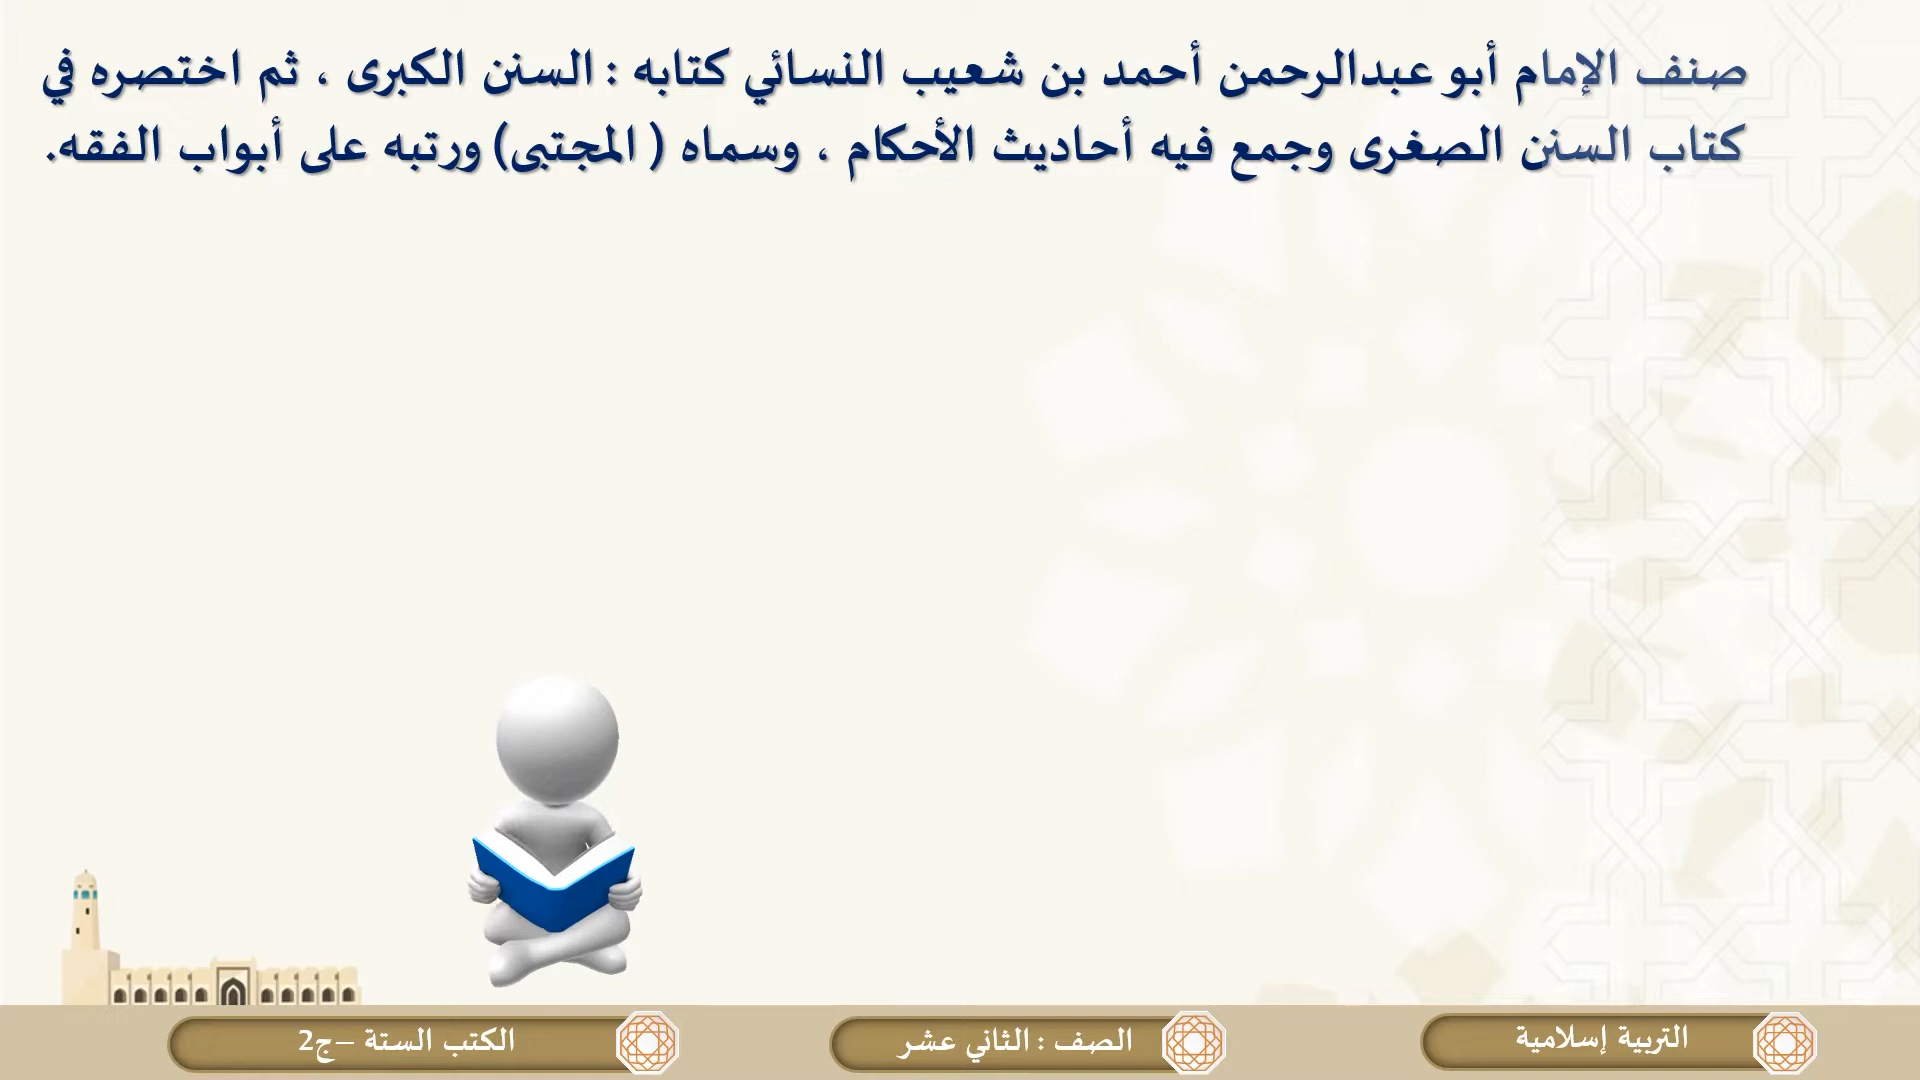 صنف الإمام أبو عبدالرحمن أحمد بن شعيب النسائي كتابه : السنن الكبرى ، ثم اختصره في
كتاب السنن الصغرى وجمع فيه أحاديث الأحكام ، وسماه ( المجتبى) ورتبه على أبواب الفقه.
التربية إسلامية
الصف : الثاني عشر
الكتب الستة –ج2